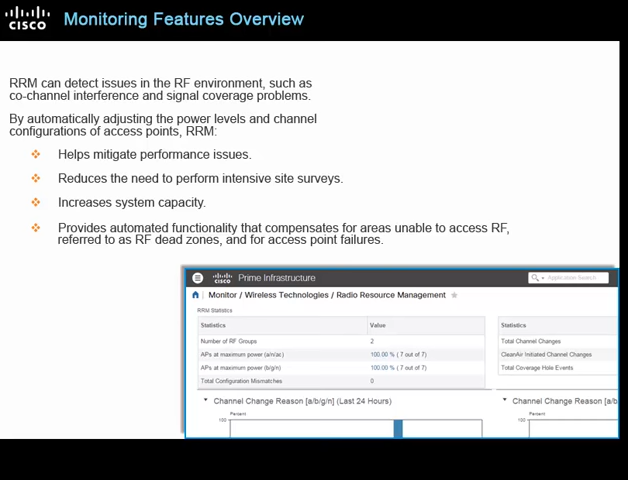 CISCO
Monitoring Features Overview
RRM can detect issues in the RF environment, such as
co-channel interference and signal coverage problems.
By automatically adjusting the power levels and channel
configurations of access points, RRM:
Helps mitigate performance issues.
Reduces the need to perform intensive site surveys.
Increases system capacity.
Provides automated functionality that compensates for areas unable to access RF,
referred to as RF dead zones, and for access point failures.
CISCO Prime Infrastructure
Application Search
Monitor / Wireless Technologies / Radio Resource Management
RRM Statistics
Statistics Value
Number of RF Groups 2
APs at maximum power (a/n/ac) 100.00 % ( 7 out of 7)
APs at maximum power (b/g/n) 100.00 % ( 7 out of 7)
Total Configuration Mismatches 0
Statistics
Total Channel Changes
CleanAir Initiated Channel Changes
Total Coverage Hole Events
Channel Change Reason [a/b/g/n] (Last 24 Hours)
Percent
100
Channel Change Reason [a/b
Percent
100